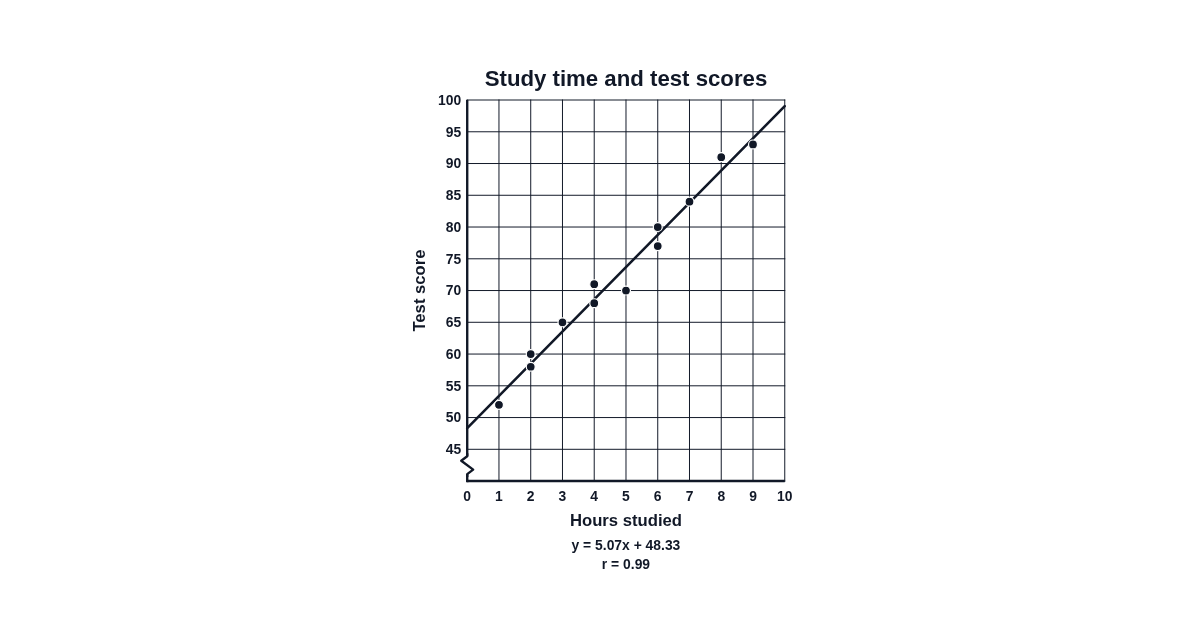 Study time and test scores
100
95
90
85
80
75
70
65
60
55
50
45
Test score
0 1 2 3 4 5 6 7 8 9 10
Hours studied
y = 5.07x + 48.33
r = 0.99